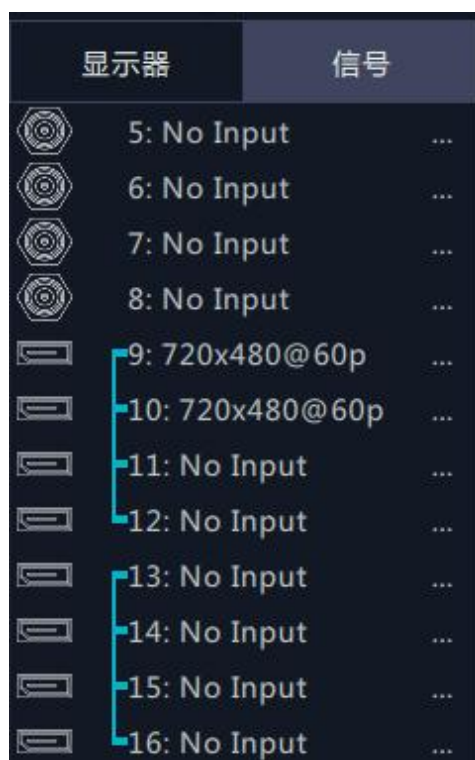 显示器 信号
5: No Input ...
6: No Input ...
7: No Input ...
8: No Input ...
9: 720x480@60p ...
10: 720x480@60p ...
11: No Input ...
12: No Input ...
13: No Input ...
14: No Input ...
15: No Input ...
16: No Input ...